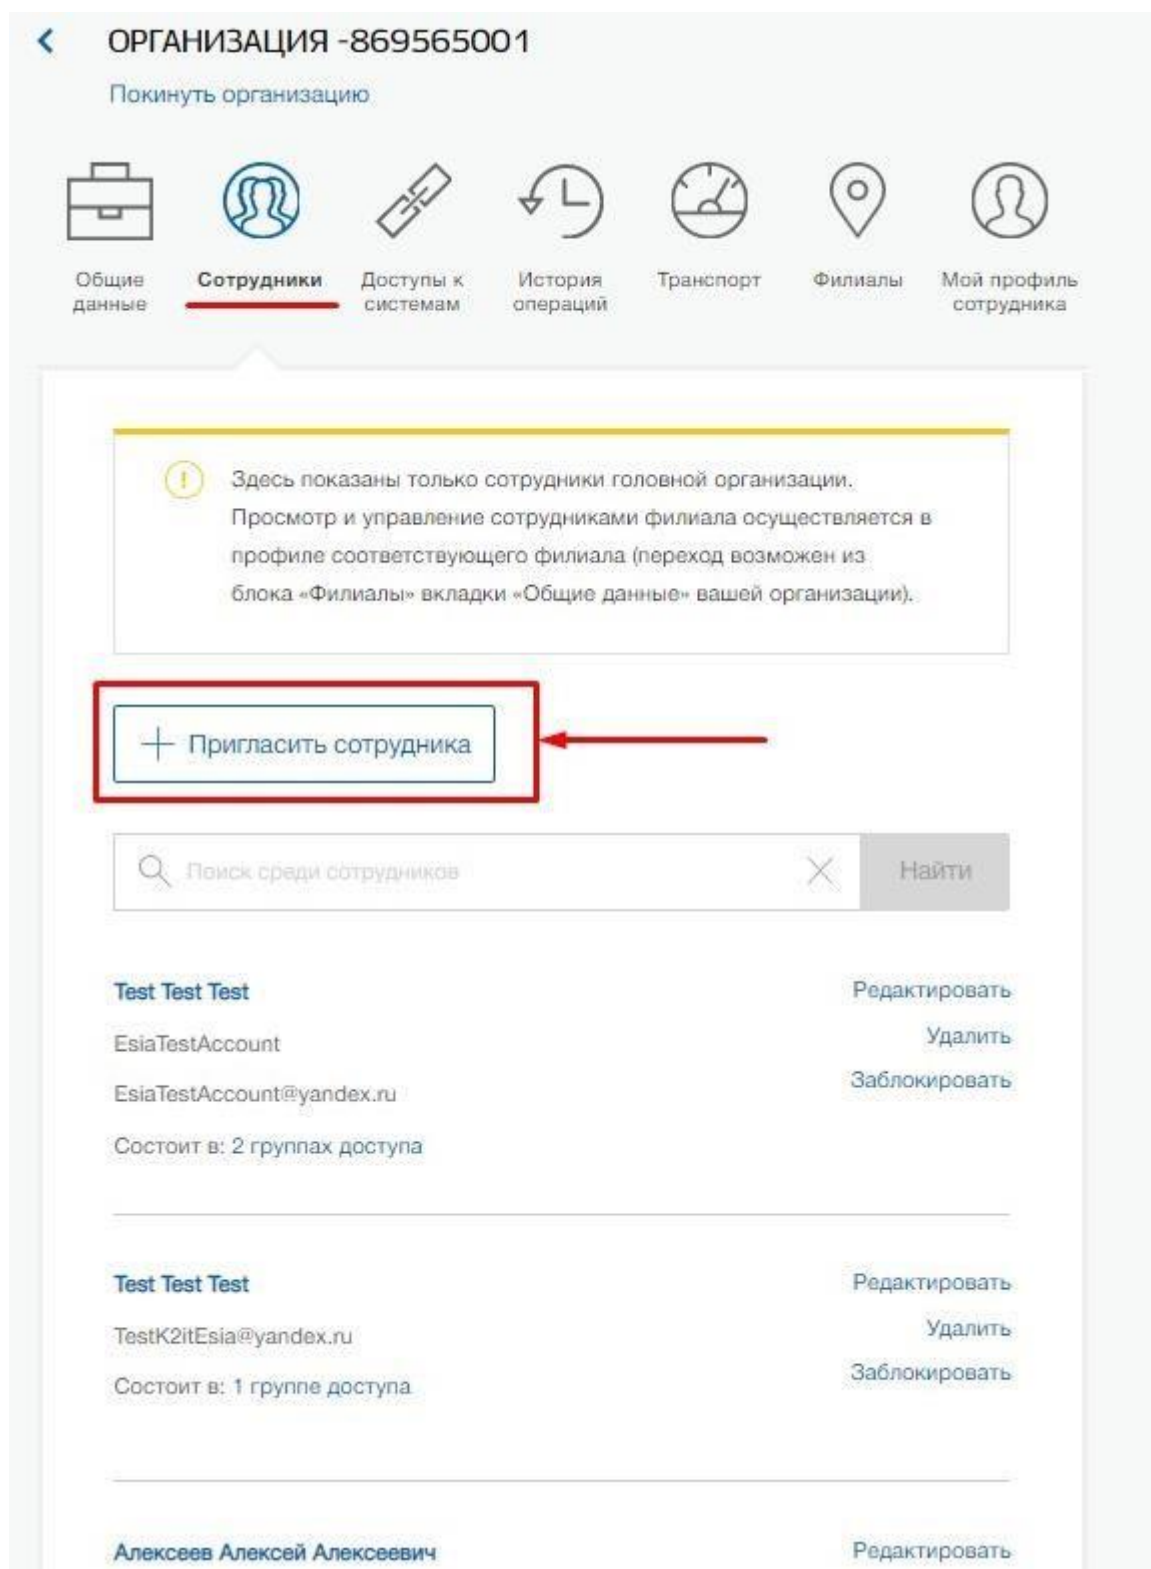 ОРГАНИЗАЦИЯ -869565001
Покинуть организацию
Общие данные
Сотрудники
Доступы к системам
История операций
Транспорт
Филиалы
Мой профиль сотрудника
Здесь показаны только сотрудники головной организации.
Просмотр и управление сотрудниками филиала осуществляется в
профиле соответствующего филиала (переход возможен из
блока «Филиалы» вкладки «Общие данные» вашей организации).
Пригласить сотрудника
Поиск среди сотрудников
Найти
Test Test Test
Редактировать
EsiaTestAccount
Удалить
EsiaTestAccount@yandex.ru
Заблокировать
Состоит в: 2 группах доступа
Test Test Test
Редактировать
TestK2itEsia@yandex.ru
Удалить
Состоит в: 1 группе доступа
Заблокировать
Алексеев Алексей Алексеевич
Редактировать